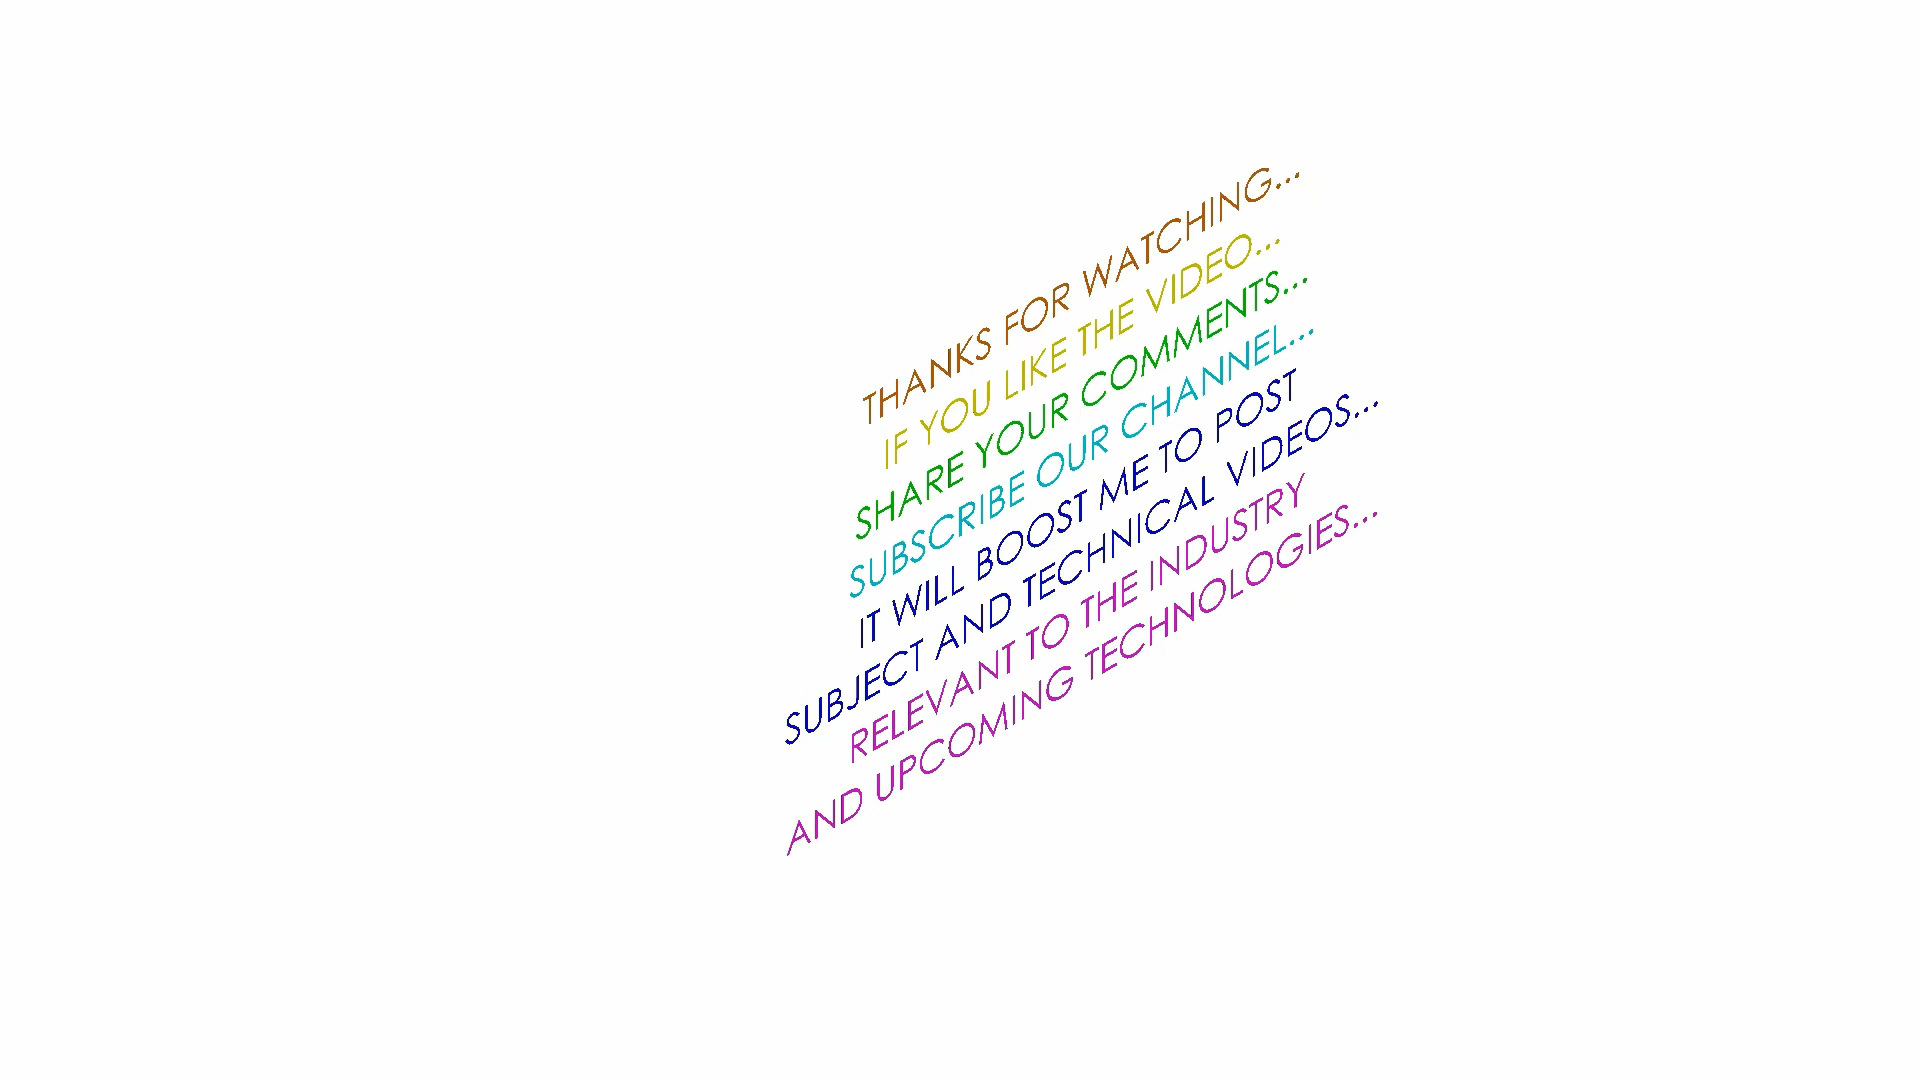 THANKS FOR WATCHING...
IF YOU LIKE THE VIDEO...
SHARE YOUR COMMENTS...
SUBSCRIBE OUR CHANNEL...
IT WILL BOOST ME TO POST
SUBJECT AND TECHNICAL VIDEOS...
RELEVANT TO THE INDUSTRY
AND UPCOMING TECHNOLOGIES...